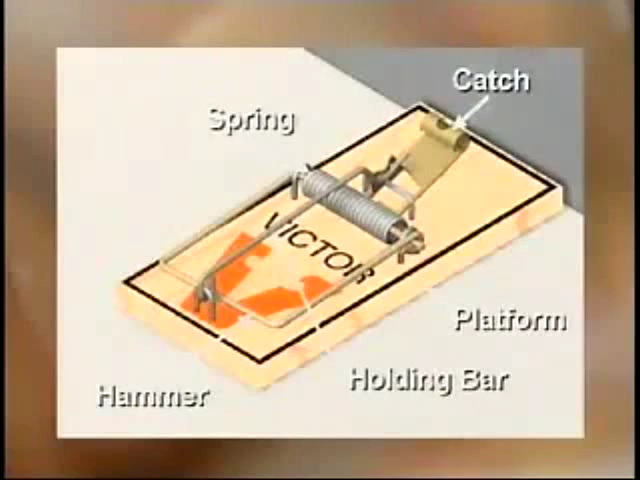 Catch
Spring
VICTOR
Platform
Holding Bar
Hammer